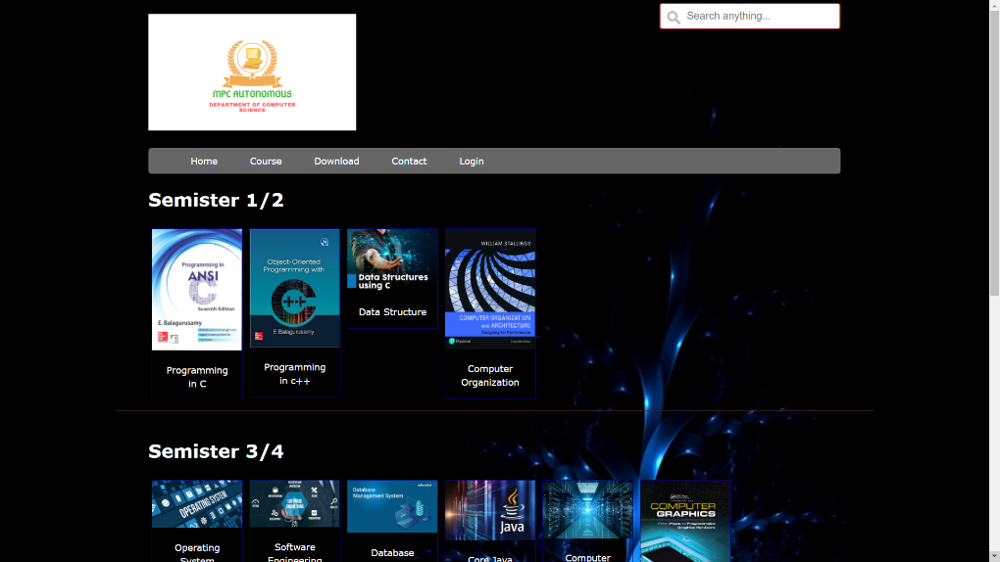 Search anything...
MPC AUTONOMOUS
DEPARTMENT OF COMPUTER
SCIENCE
Home
Course
Download
Contact
Login
Semister 1/2
Programming in
ANSI
C
Seventh Edition
E. Balagurusamy
Object-Oriented
Programming with
C++
E Balagurusamy
Data Structures
using C
WILLIAM STALLINGS
COMPUTER ORGANIZATION
AND ARCHITECTURE
Designing for Performance
Pearson
Programming
in C
Programming
in c++
Data Structure
Computer
Organization
Semister 3/4
OPERATING SYSTEM
Database
Management System
Java
COMPUTER
GRAPHICS
Operating
System
Software
Engineering
Database
Core Java
Computer